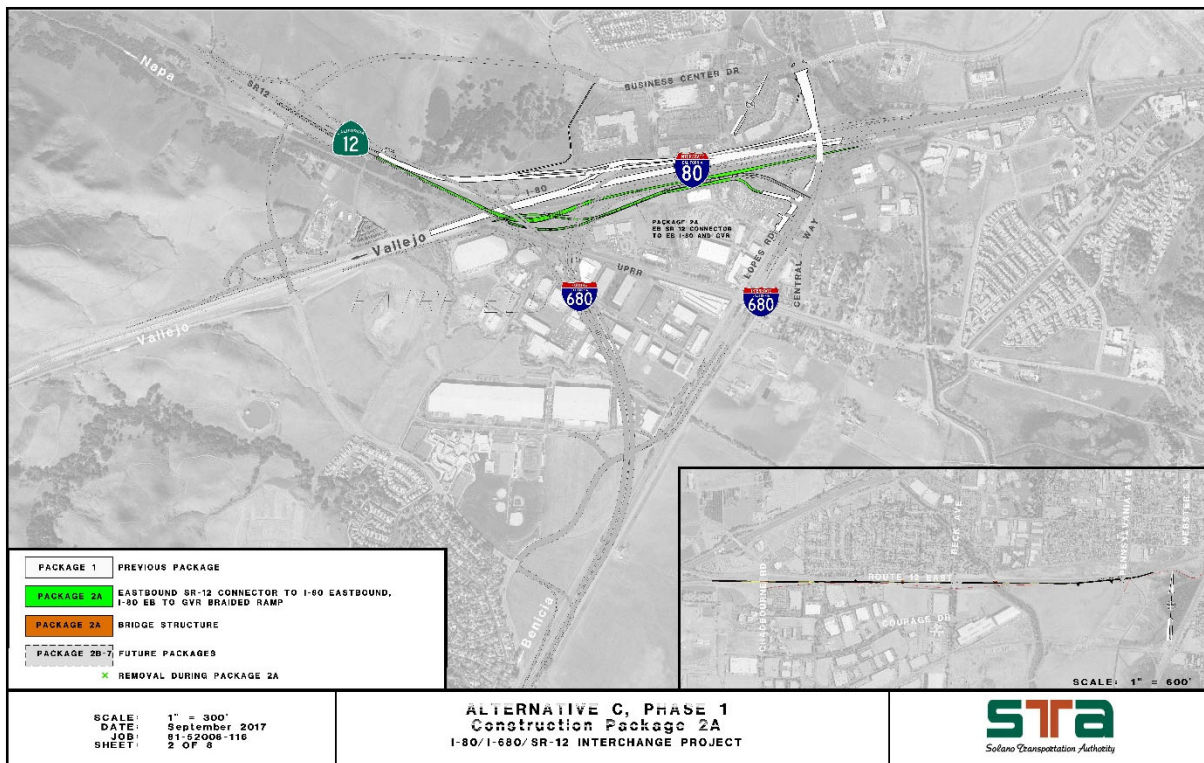 Napa
SR12
BUSINESS CENTER DR
CALIFORNIA
12
I-80
INTERSTATE
CALIFORNIA
80
PACKAGE 2A
EB SR 12 CONNECTOR
TO EB I-80 AND GVR
Vallejo
UPRR
LOPES RD
CENTRAL WAY
680
680
Vallejo
Benicia
BECK AVE
PENNSYLVANIA AVE
WEBSTER ST
COURAGE DR
SCALE: 1" = 600'
PACKAGE 1 PREVIOUS PACKAGE
PACKAGE 2A EASTBOUND SR-12 CONNECTOR TO I-80 EASTBOUND,
I-80 EB TO GVR BRAIDED RAMP
PACKAGE 2A BRIDGE STRUCTURE
PACKAGE 2B-7 FUTURE PACKAGES
× REMOVAL DURING PACKAGE 2A
SCALE: 1" = 300'
DATE: September 2017
JOB: 81-52006-116
SHEET: 2 OF 8
ALTERNATIVE C, PHASE 1
Construction Package 2A
I-80/I-680/SR-12 INTERCHANGE PROJECT
STa
Solano Transportation Authority